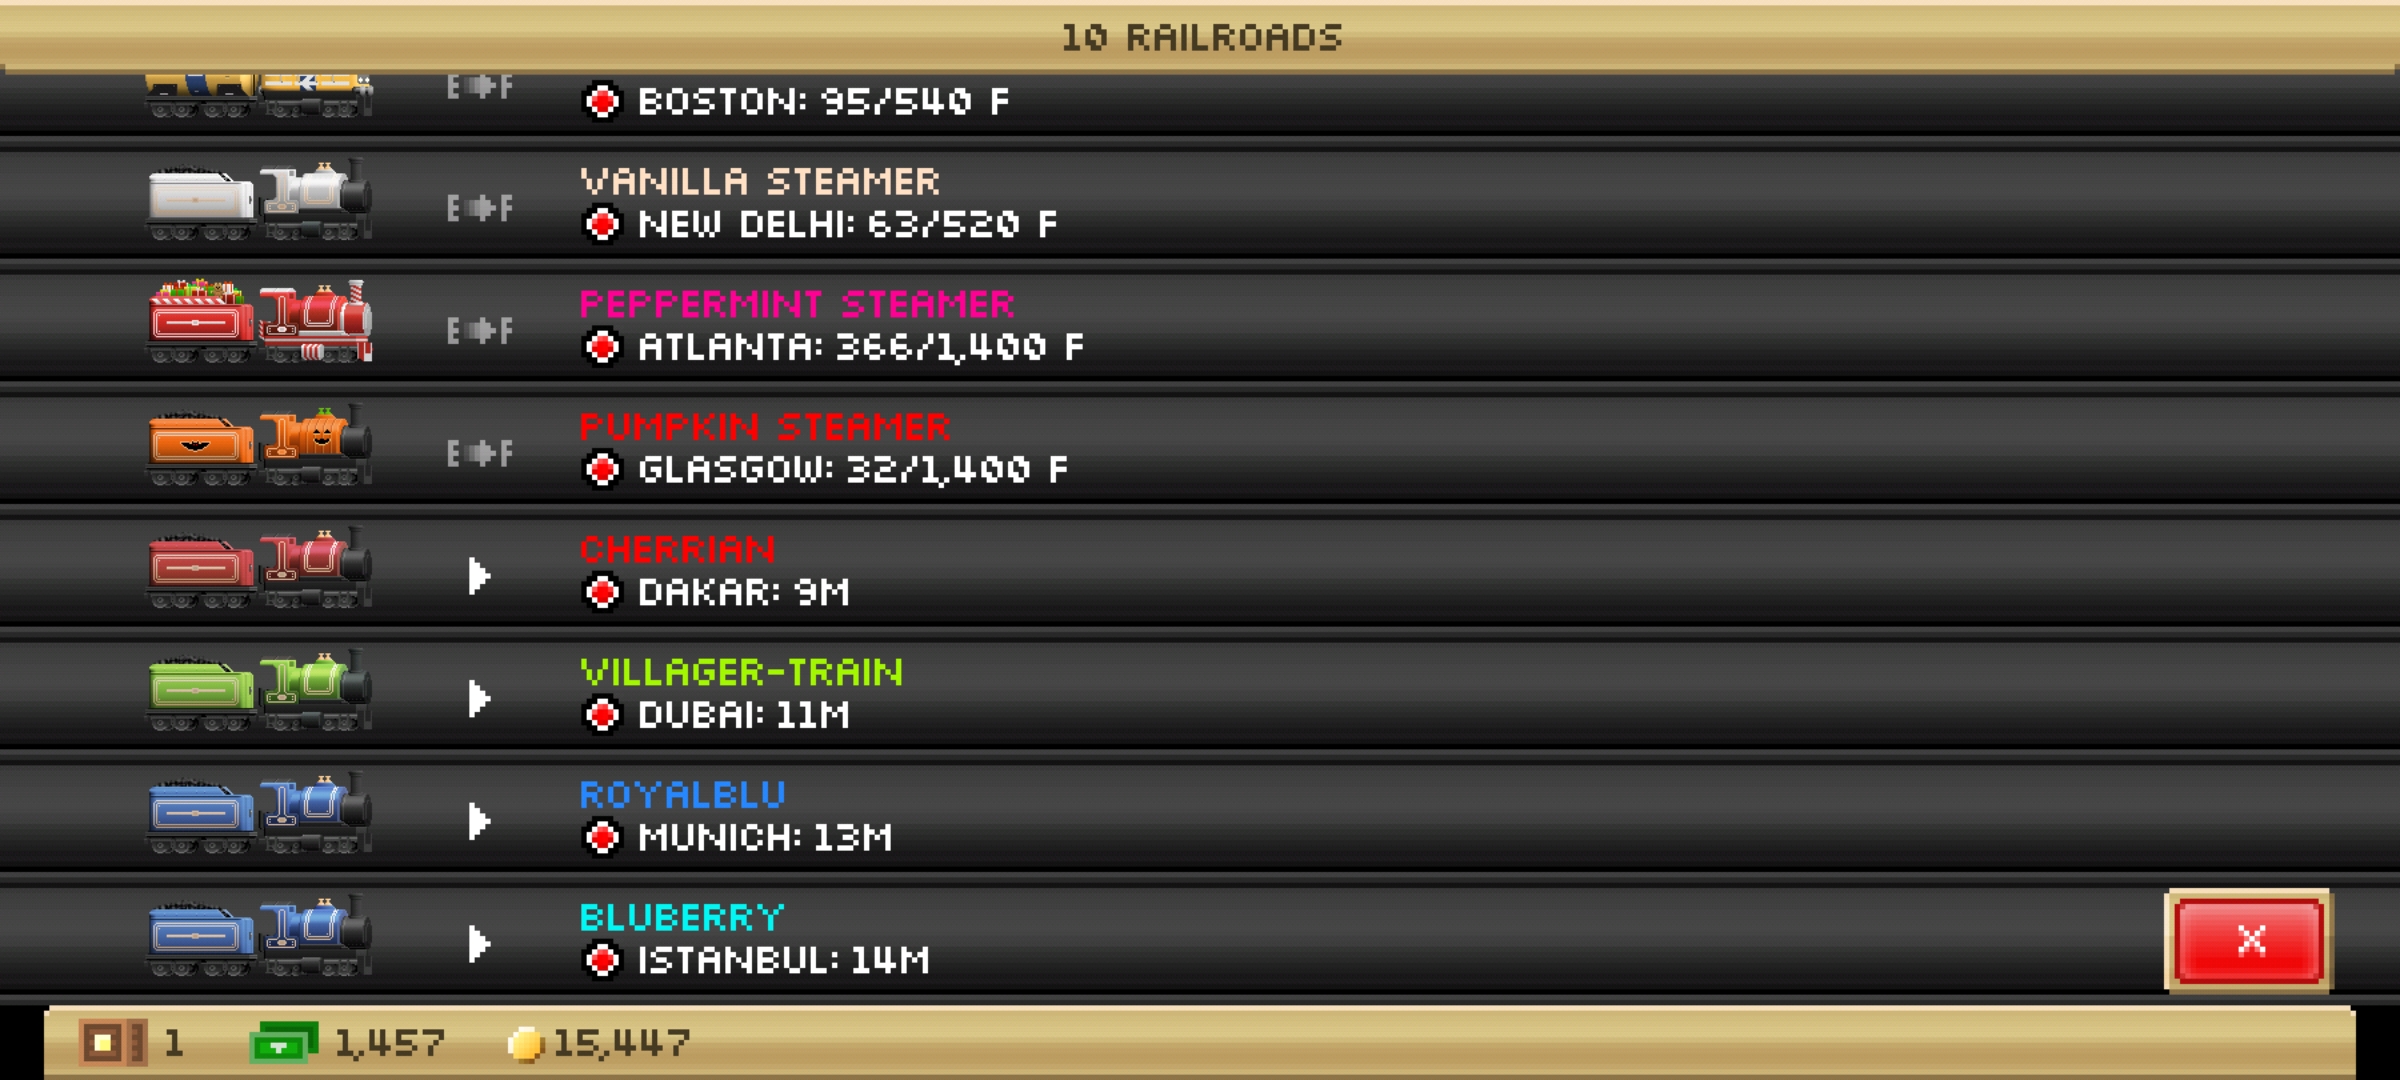 10 RAILROADS
E F
BOSTON: 95/540 F
E F
VANILLA STEAMER
NEW DELHI: 63/520 F
E F
PEPPERMINT STEAMER
ATLANTA: 366/1,400 F
E F
PUMPKIN STEAMER
GLASGOW: 32/1,400 F
CHERRIAN
DAKAR: 9M
VILLAGER-TRAIN
DUBAI: 11M
ROYALBLU
MUNICH: 13M
BLUBERRY
ISTANBUL: 14M
X
1 1,457 15,447